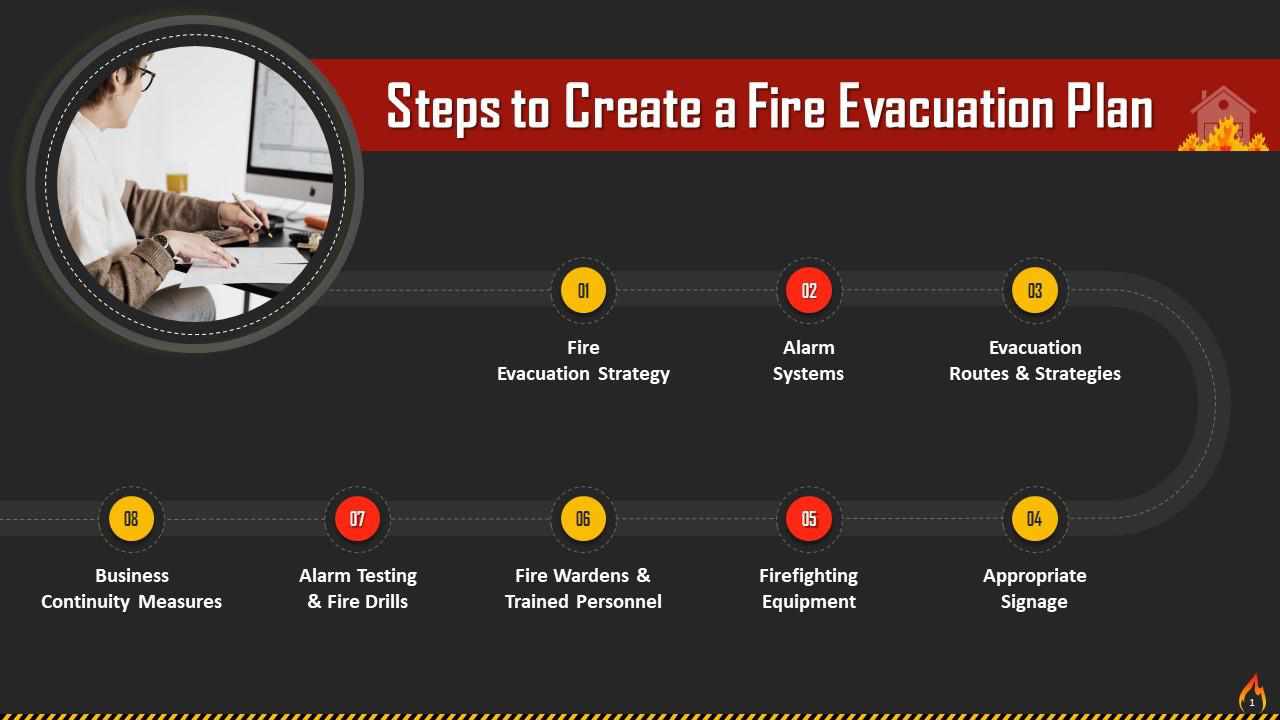 Steps to Create a Fire Evacuation Plan
01
Fire
Evacuation Strategy
02
Alarm
Systems
03
Evacuation
Routes & Strategies
04
Appropriate
Signage
05
Firefighting
Equipment
06
Fire Wardens &
Trained Personnel
07
Alarm Testing
& Fire Drills
08
Business
Continuity Measures
1